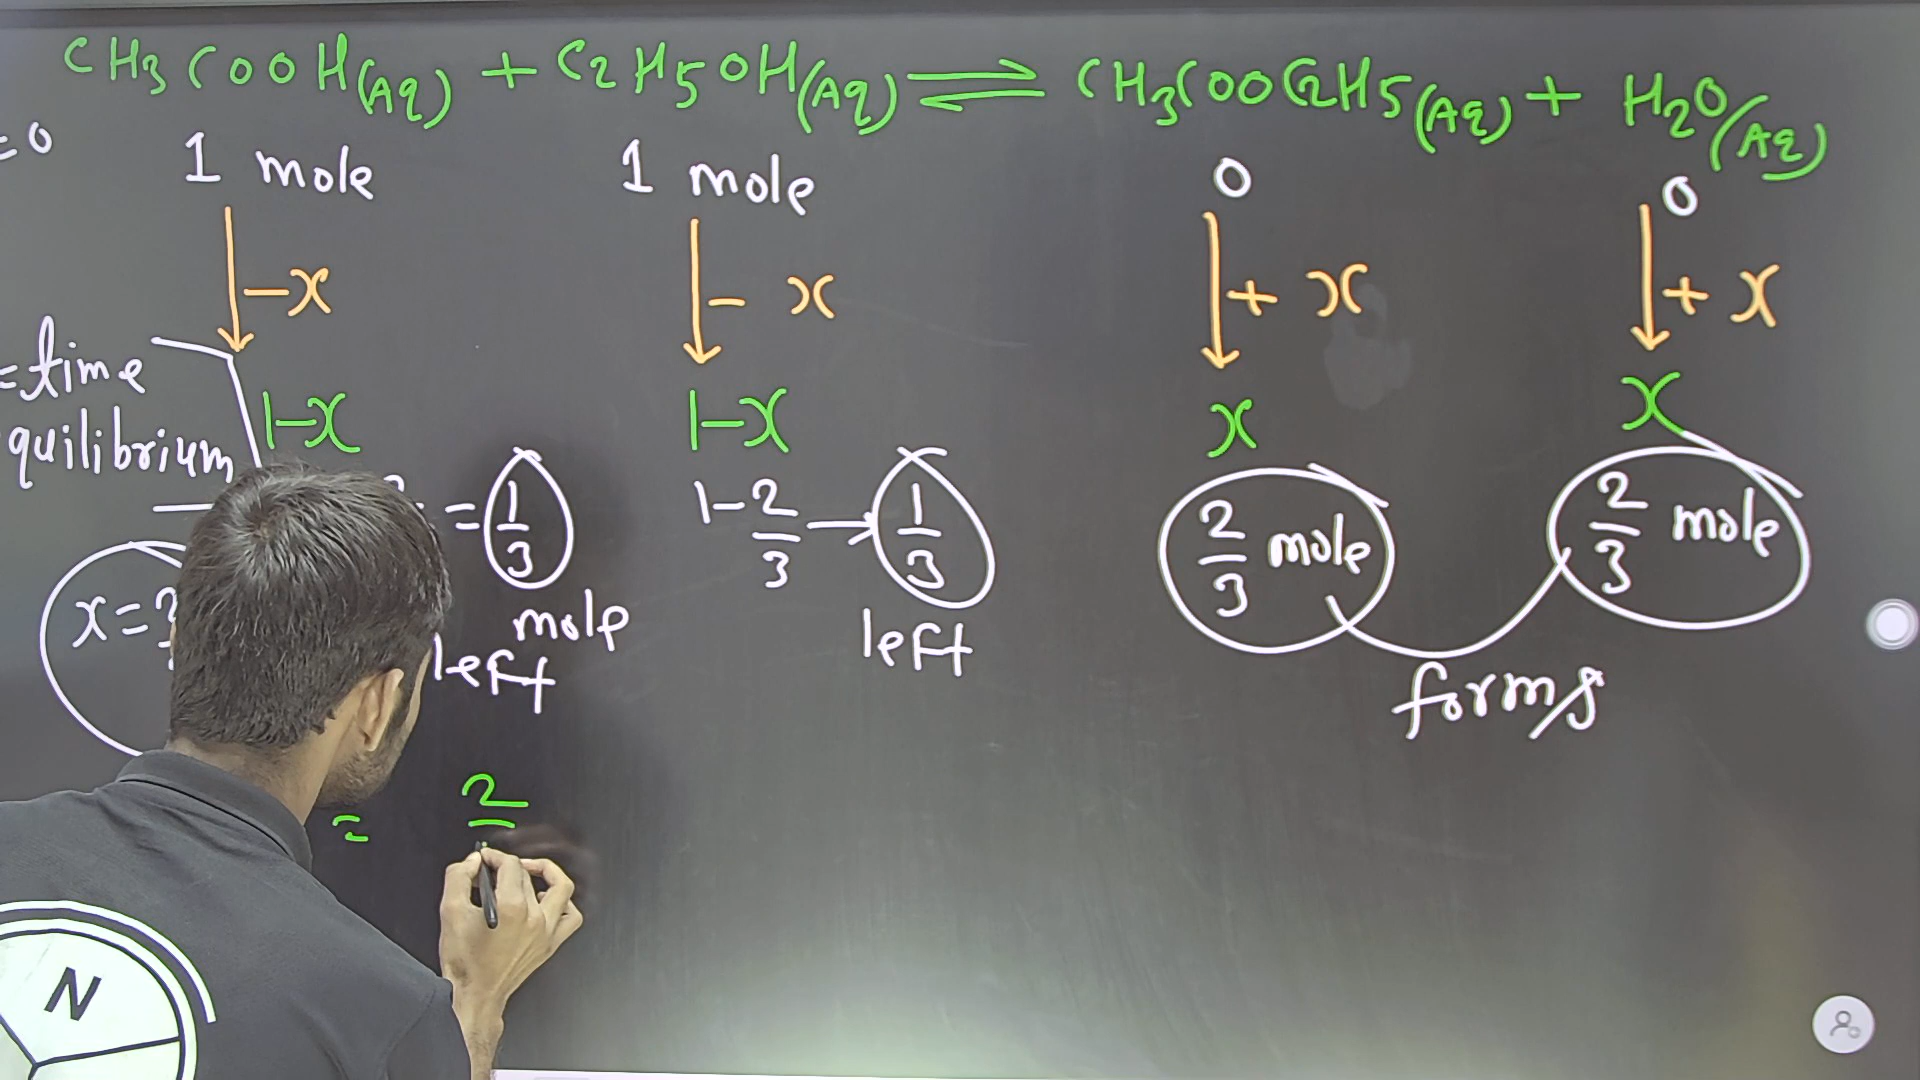 CH3COOH(Aq) + C2H5OH(Aq) ⇌ CH3COOC2H5(Aq) + H2O(Aq)
=0 1 mole 1 mole 0 0
-x - x + x + x
=time
quilibrium 1-x 1-x x x
= 1/3 mole left 1-2/3 → 1/3 left 2/3 mole 2/3 mole
x=
forms
= 2
N